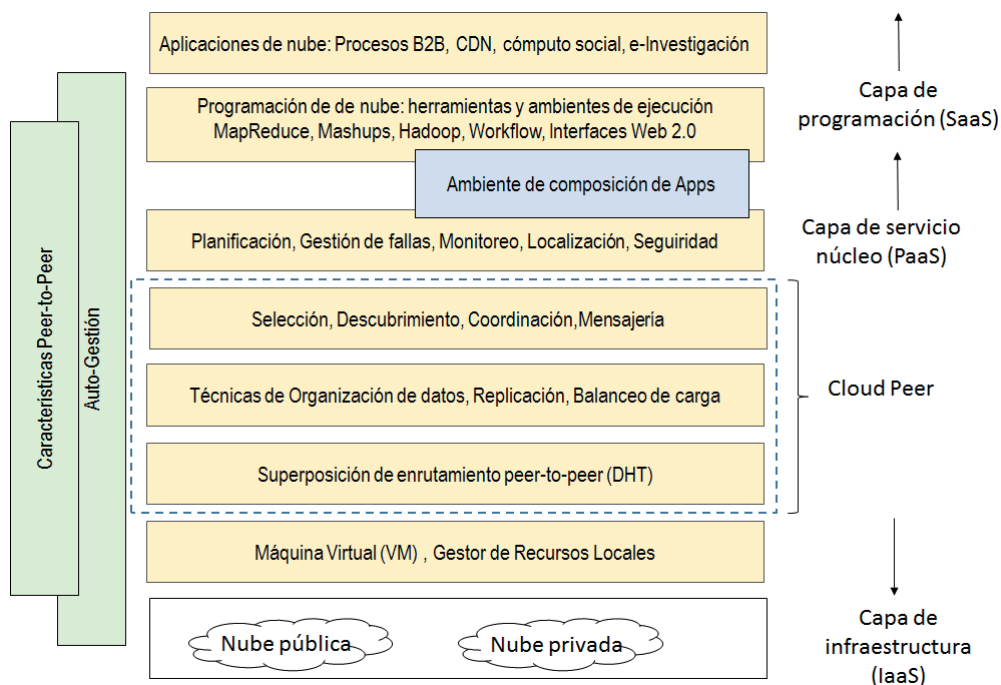 Aplicaciones de nube: Procesos B2B, CDN, cómputo social, e-Investigación
Programación de de nube: herramientas y ambientes de ejecución
MapReduce, Mashups, Hadoop, Workflow, Interfaces Web 2.0
Ambiente de composición de Apps
Planificación, Gestión de fallas, Monitoreo, Localización, Seguiridad
Selección, Descubrimiento, Coordinación,Mensajería
Técnicas de Organización de datos, Replicación, Balanceo de carga
Superposición de enrutamiento peer-to-peer (DHT)
Máquina Virtual (VM) , Gestor de Recursos Locales
Nube pública
Nube privada
Características Peer-to-Peer
Auto-Gestión
Capa de
programación (SaaS)
Capa de servicio
núcleo (PaaS)
Cloud Peer
Capa de
infraestructura
(IaaS)